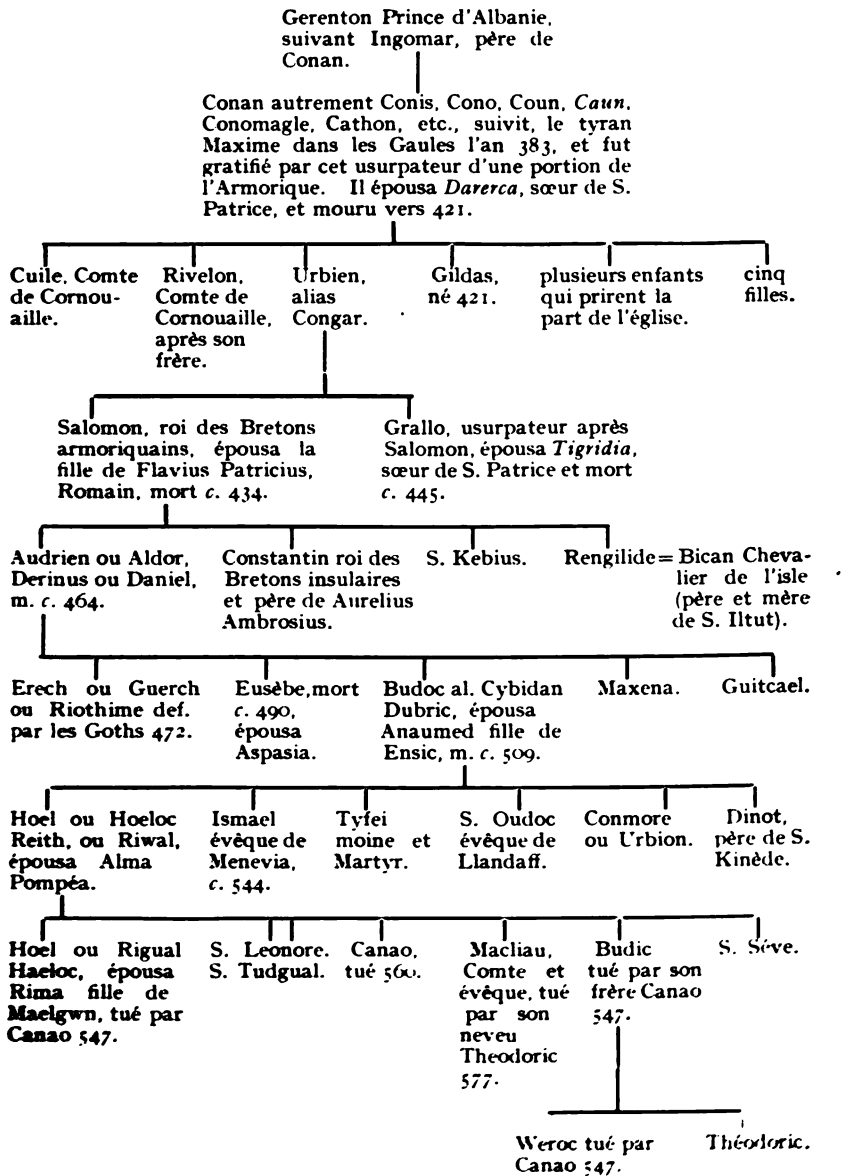 Gerenton Prince d'Albanie,
suivant Ingomar, père de
Conan.
Conan autrement Conis, Cono, Coun, Caun,
Conomagle, Cathon, etc., suivit, le tyran
Maxime dans les Gaules l'an 383, et fut
gratifié par cet usurpateur d'une portion de
l'Armorique. Il épousa Darerca, sœur de S.
Patrice, et mouru vers 421.
Cuile, Comte
de Cornou-
aille.
Rivelon,
Comte de
Cornouaille,
après son
frère.
Urbien,
alias
Congar.
Gildas,
né 421.
plusieurs enfants
qui prirent la
part de l'église.
cinq
filles.
Salomon, roi des Bretons
armoriquains, épousa la
fille de Flavius Patricius,
Romain, mort c. 434.
Grallo, usurpateur après
Salomon, épousa Tigridia,
sœur de S. Patrice et mort
c. 445.
Audrien ou Aldor,
Derinus ou Daniel,
m. c. 464.
Constantin roi des
Bretons insulaires
et père de Aurelius
Ambrosius.
S. Kebius.
Rengilide = Bican Cheva-
lier de l'isle
(père et mère
de S. Iltut).
Erech ou Guerch
ou Riothime def.
par les Goths 472.
Eusèbe, mort
c. 490,
épousa
Aspasia.
Budoc al. Cybidan
Dubric, épousa
Anaumed fille de
Ensic, m. c. 509.
Maxena.
Guitcael.
Hoel ou Hoeloc
Reith, ou Riwal,
épousa Alma
Pompéa.
Ismael
évêque de
Menevia,
c. 544.
Tyfei
moine et
Martyr.
S. Oudoc
évêque de
Llandaff.
Conmore
ou Urbion.
Dinot,
père de S.
Kinède.
Hoel ou Rigual
Haeloc, épousa
Rima fille de
Maelgwn, tué par
Canao 547.
S. Leonore.
S. Tudgual.
Canao,
tué 560.
Macliau,
Comte et
évêque, tué
par son
neveu
Theodoric
577.
Budic
tué par son
frère Canao
547.
S. Séve.
Weroc tué par
Canao 547.
Théodoric.